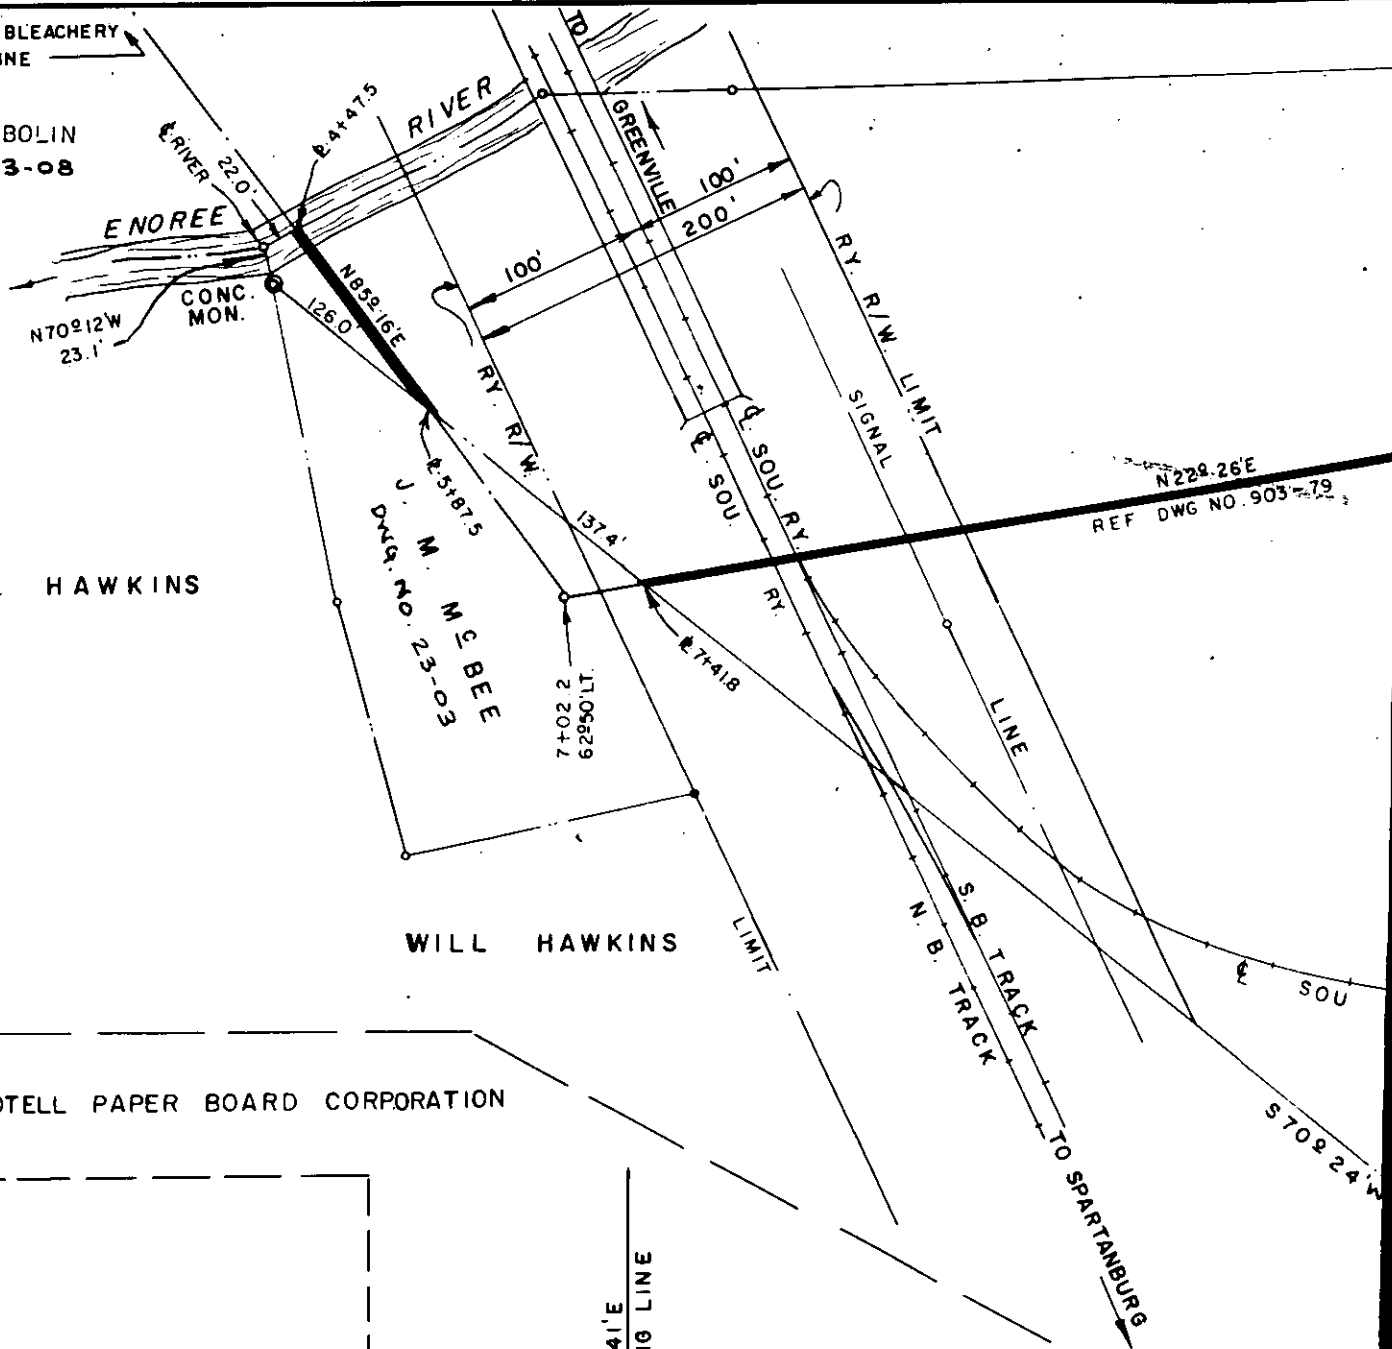 BLEACHERY
BOLIN
3-08
℄ RIVER
22.0'
℄ 4+47.5
RIVER
ENOREE
TO
GREENVILLE
100'
200'
100'
CONC.
MON.
N70º12'W
23.1'
126.0'
N85º16'E
RY. R/W.
LIMIT
RY. R/W. LIMIT
SIGNAL
LINE
℄ SOU. RY.
℄ SOU.
RY.
N22º.26'E
REF DWG NO. 903-79
℄ 5+87.5
J. M. McBEE
DWG. NO. 23-03
137.4'
HAWKINS
7+02.2
62º50'LT.
℄ 7+41.8
WILL HAWKINS
S. B. TRACK
N. B. TRACK
℄ SOU
OTELL PAPER BOARD CORPORATION
S70º24'W
TO SPARTANBURG
41'E
G LINE